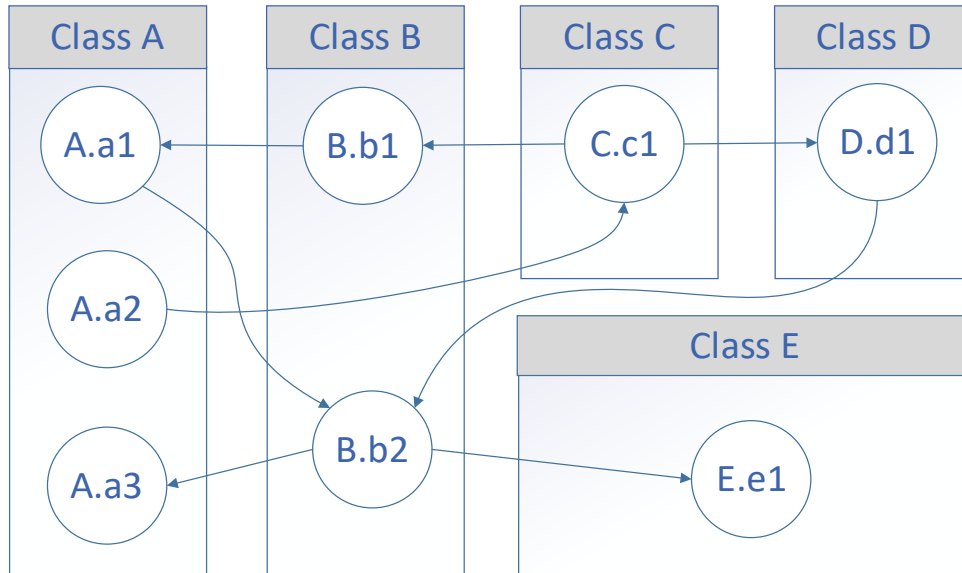 Class A
Class B
Class C
Class D
A.a1
B.b1
C.c1
D.d1
A.a2
Class E
B.b2
A.a3
E.e1